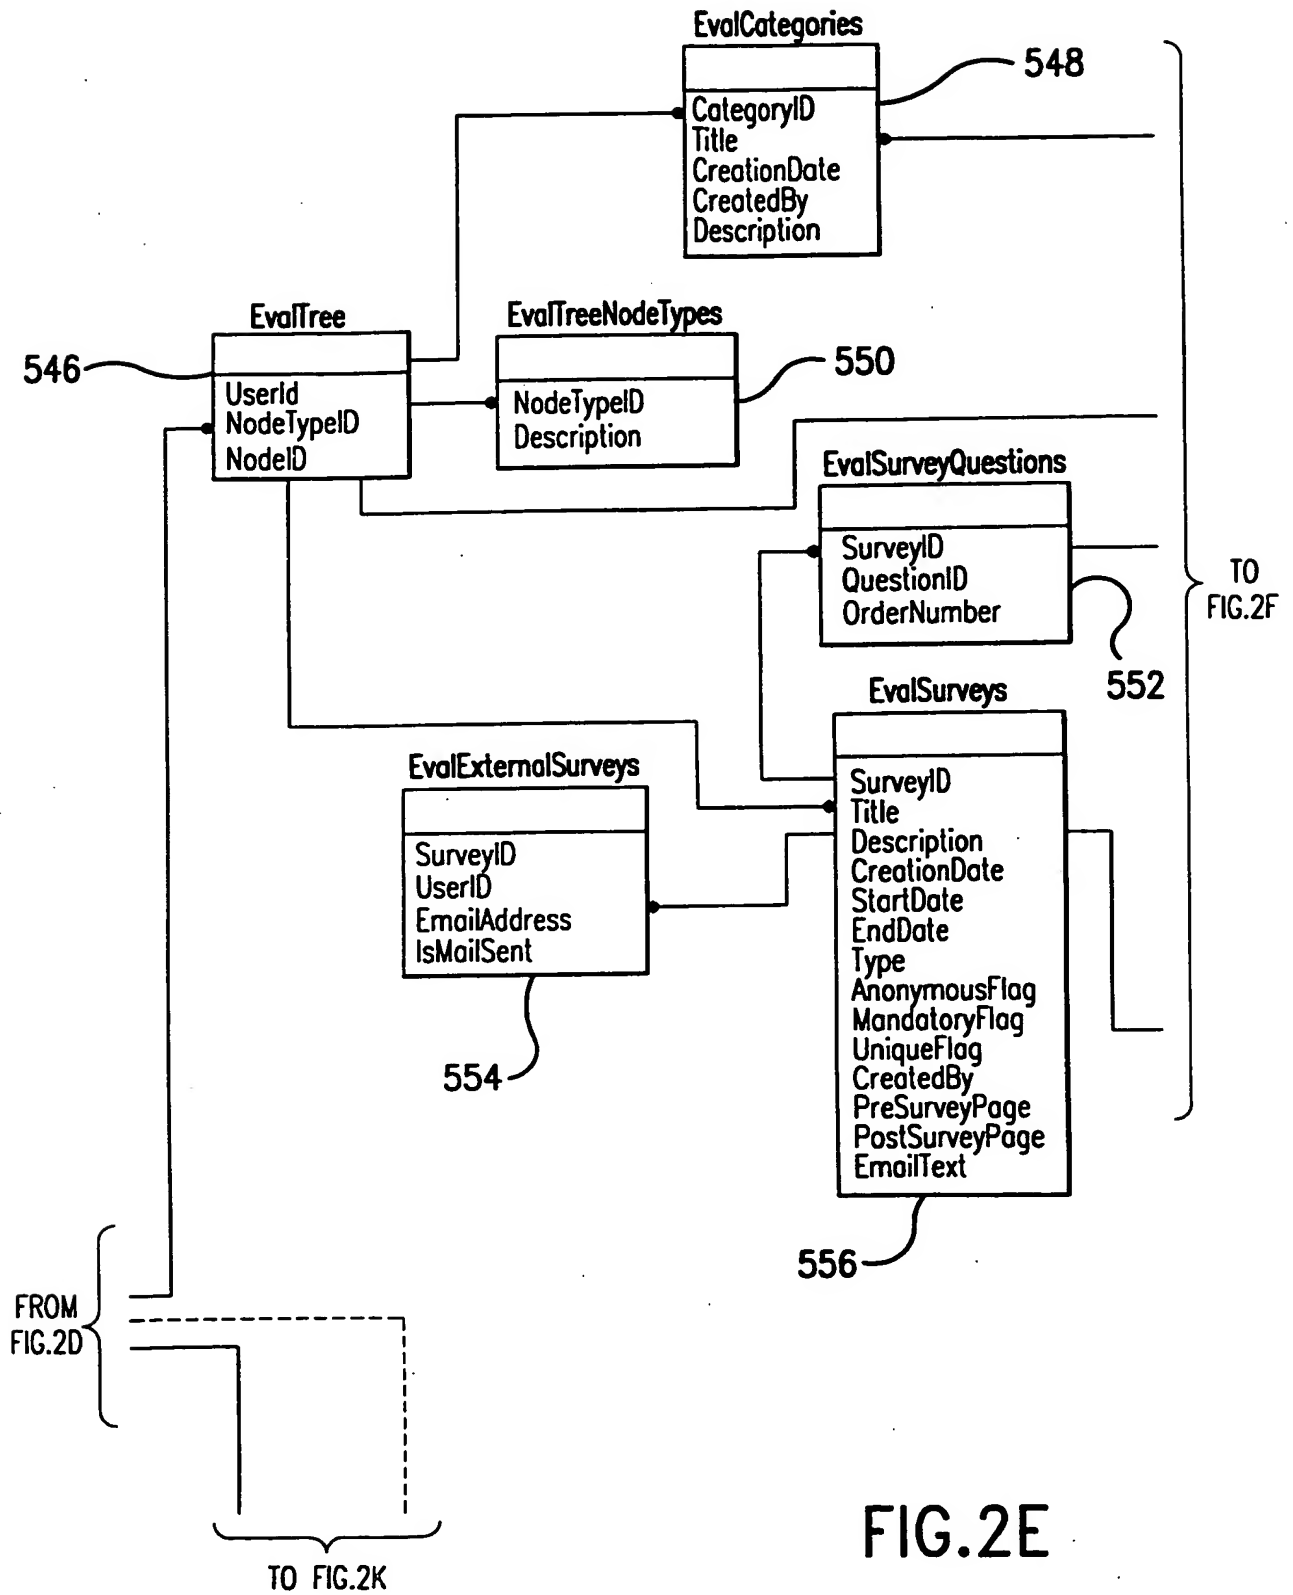 EvalCategories
548
CategoryID
Title
CreationDate
CreatedBy
Description
EvalTree
546
UserId
NodeTypeID
NodeID
EvalTreeNodeTypes
550
NodeTypeID
Description
EvalSurveyQuestions
SurveyID
QuestionID
OrderNumber
552
TO
FIG.2F
EvalExternalSurveys
SurveyID
UserID
EmailAddress
IsMailSent
554
EvalSurveys
SurveyID
Title
Description
CreationDate
StartDate
EndDate
Type
AnonymousFlag
MandatoryFlag
UniqueFlag
CreatedBy
PreSurveyPage
PostSurveyPage
EmailText
556
FROM
FIG.2D
TO FIG.2K
FIG.2E